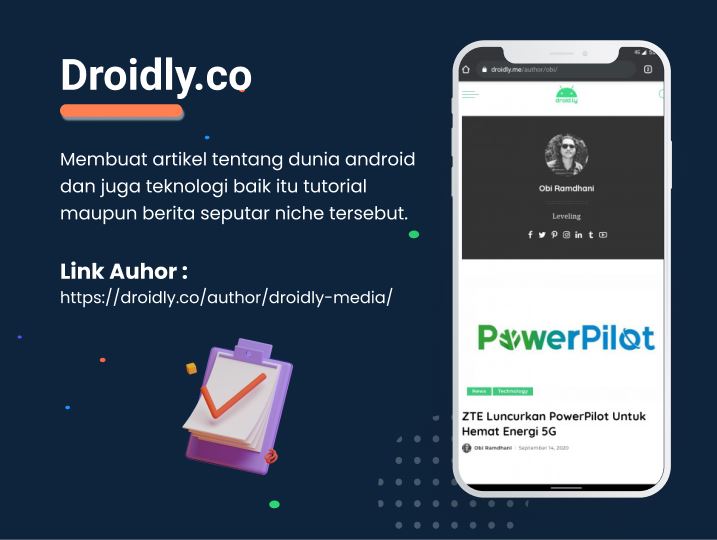 Droidly.co
Membuat artikel tentang dunia android
dan juga teknologi baik itu tutorial
maupun berita seputar niche tersebut.
Link Auhor :
https://droidly.co/author/droidly-media/
droidly.me/author/obi/
droid.ly
Obi Ramdhani
Leveling
PowerPilot
News Technology
ZTE Luncurkan PowerPilot Untuk
Hemat Energi 5G
Obi Ramdhani - September 14, 2020